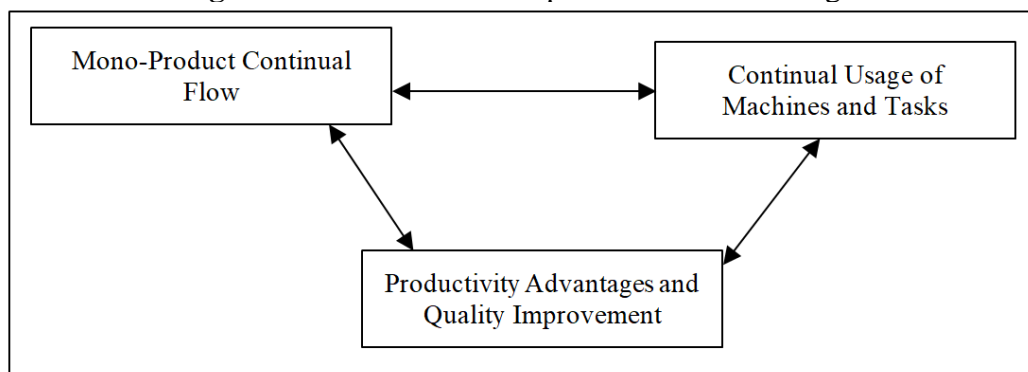 Mono-Product Continual
Flow
Continual Usage of
Machines and Tasks
Productivity Advantages and
Quality Improvement